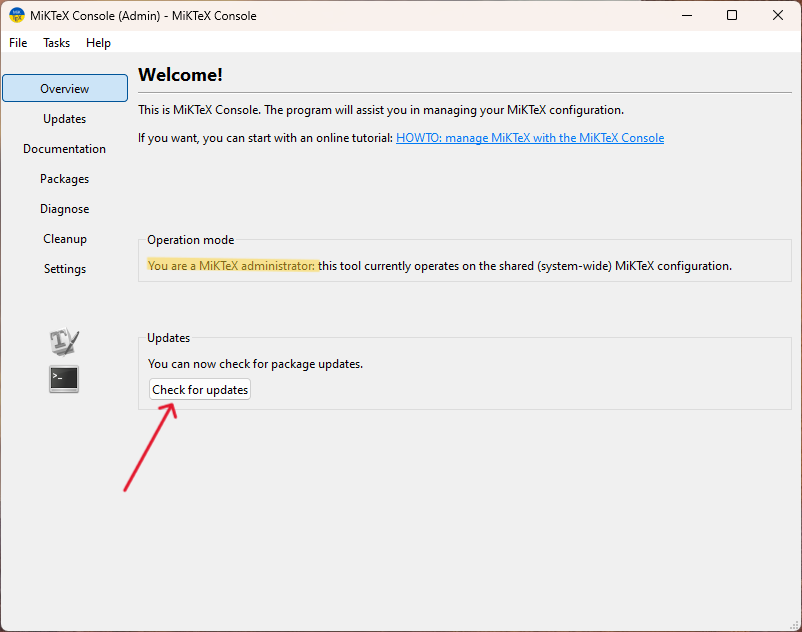 MiKTeX Console (Admin) - MiKTeX Console
File Tasks Help
Overview
Updates
Documentation
Packages
Diagnose
Cleanup
Settings
Welcome!
This is MiKTeX Console. The program will assist you in managing your MiKTeX configuration.
If you want, you can start with an online tutorial: HOWTO: manage MiKTeX with the MiKTeX Console
Operation mode
You are a MiKTeX administrator: this tool currently operates on the shared (system-wide) MiKTeX configuration.
Updates
You can now check for package updates.
Check for updates